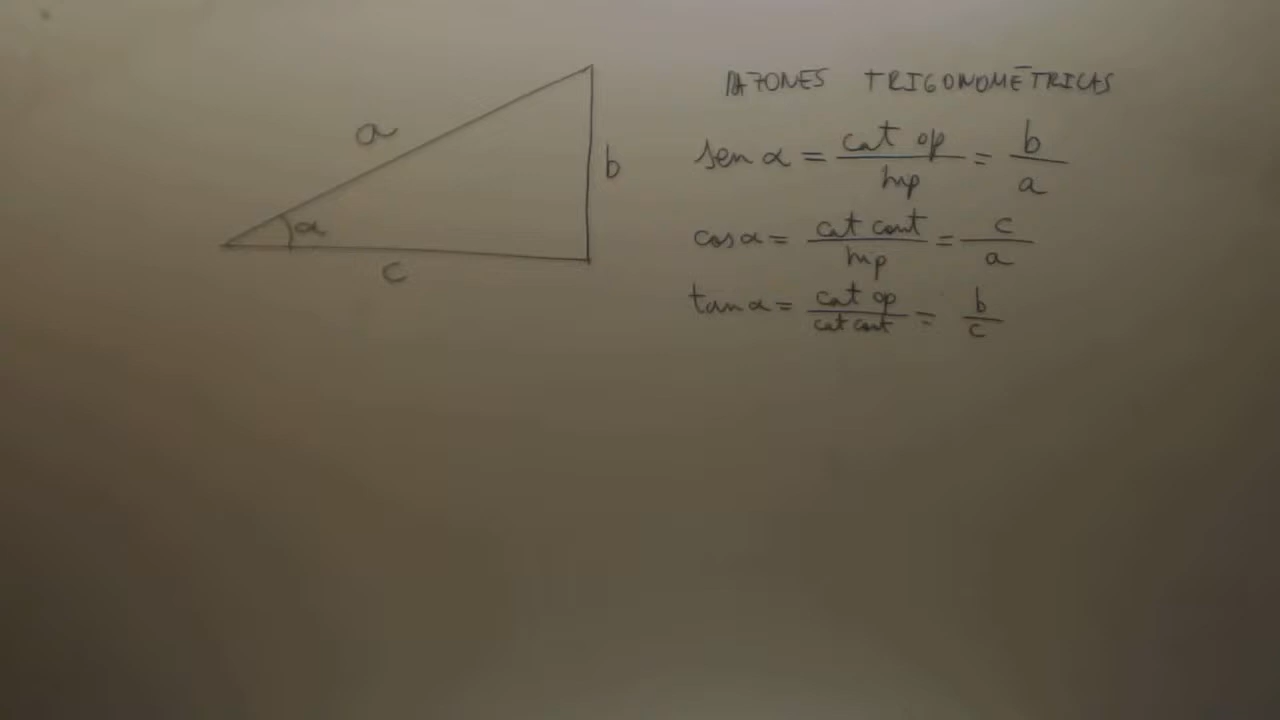 a
b
α
c
RAZONES TRIGONOMÉTRICAS
sen α = cat op / hip = b / a
cos α = cat cont / hip = c / a
tan α = cat op / cat cont = b / c